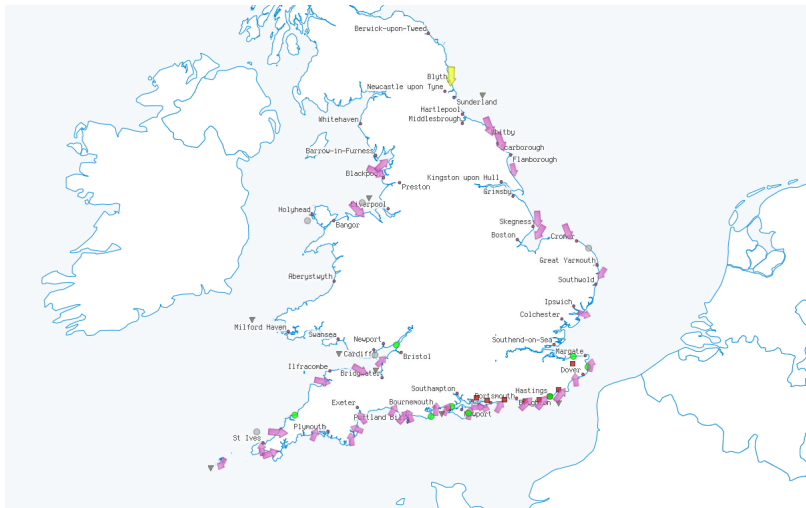 Berwick-upon-Tweed
Blyth
Newcastle upon Tyne
Sunderland
Hartlepool
Middlesbrough
Whitehaven
Whitby
Scarborough
Barrow-in-Furness
Flamborough
Blackpool
Preston
Kingston upon Hull
Grimsby
Liverpool
Holyhead
Bangor
Skegness
Boston
Cromer
Great Yarmouth
Aberystwyth
Southwold
Ipswich
Colchester
Milford Haven
Swansea
Newport
Southend-on-Sea
Cardiff
Bristol
Margate
Ilfracombe
Bridgwater
Dover
Southampton
Hastings
Portsmouth
Exeter
Bournemouth
Brighton
Portland Bill
Newport
Plymouth
St Ives